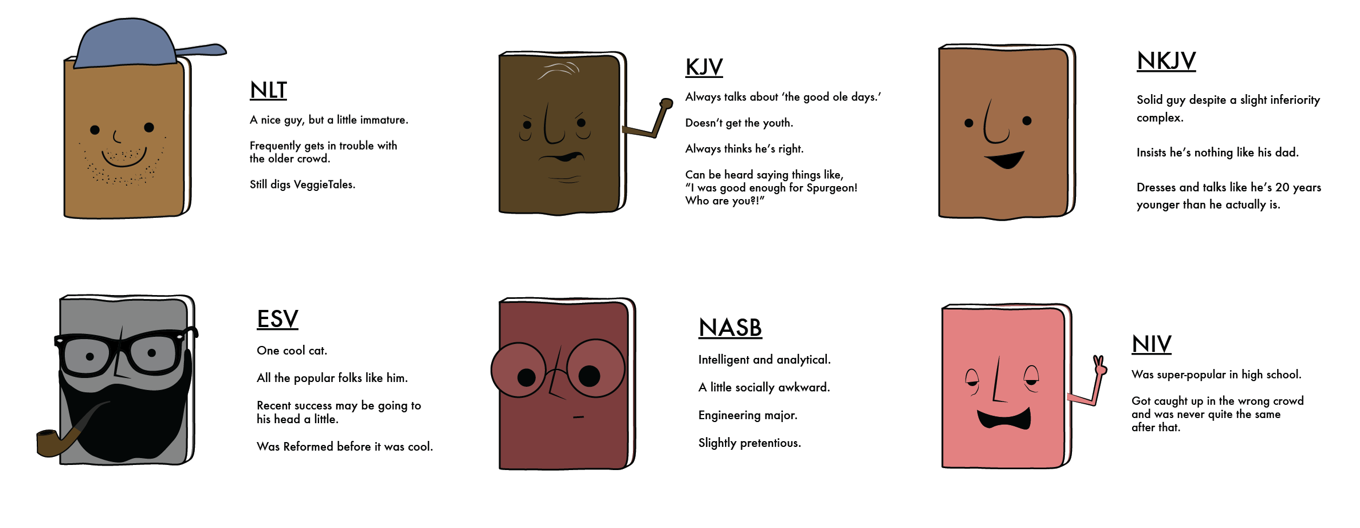 NLT
A nice guy, but a little immature.
Frequently gets in trouble with
the older crowd.
Still digs VeggieTales.
KJV
Always talks about ‘the good ole days.’
Doesn’t get the youth.
Always thinks he’s right.
Can be heard saying things like,
“I was good enough for Spurgeon!
Who are you?!”
NKJV
Solid guy despite a slight inferiority
complex.
Insists he’s nothing like his dad.
Dresses and talks like he’s 20 years
younger than he actually is.
ESV
One cool cat.
All the popular folks like him.
Recent success may be going to
his head a little.
Was Reformed before it was cool.
NASB
Intelligent and analytical.
A little socially awkward.
Engineering major.
Slightly pretentious.
NIV
Was super-popular in high school.
Got caught up in the wrong crowd
and was never quite the same
after that.